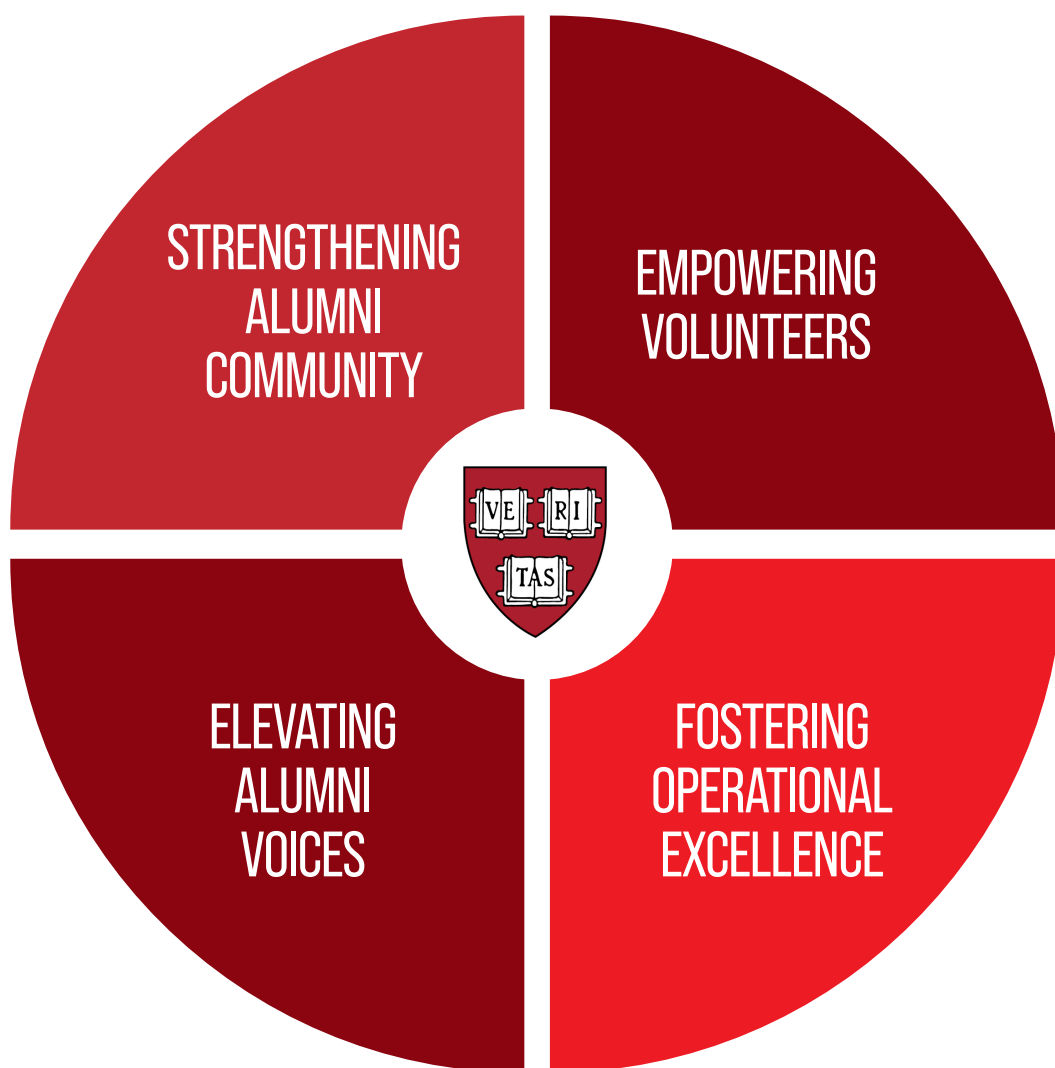 STRENGTHENING
ALUMNI
COMMUNITY
EMPOWERING
VOLUNTEERS
VE RI
TAS
ELEVATING
ALUMNI
VOICES
FOSTERING
OPERATIONAL
EXCELLENCE